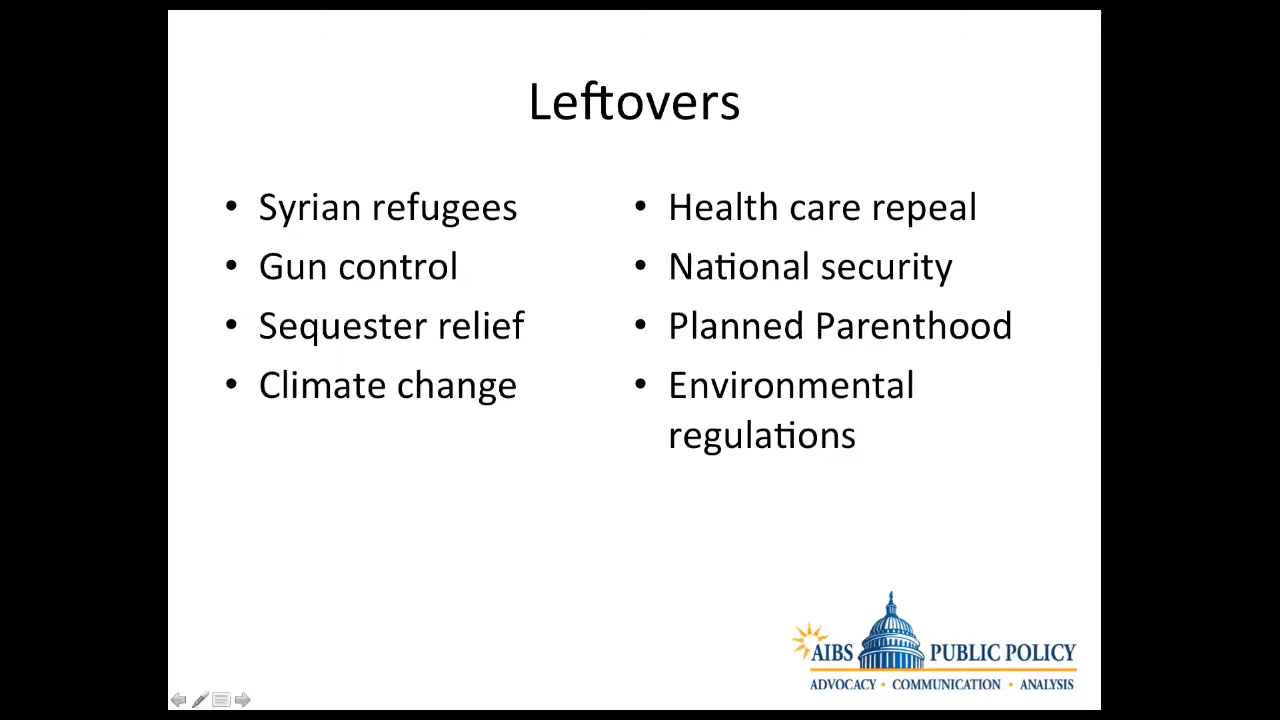 Leftovers
• Syrian refugees
• Gun control
• Sequester relief
• Climate change
• Health care repeal
• National security
• Planned Parenthood
• Environmental
regulations
AIBS PUBLIC POLICY
ADVOCACY • COMMUNICATION • ANALYSIS